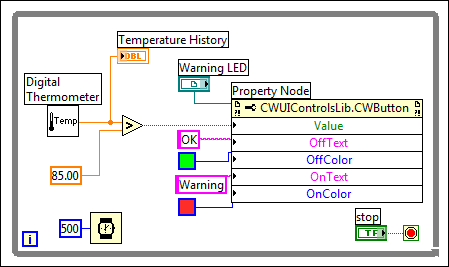 Temperature History
DBL
Warning LED
Digital
Thermometer
Property Node
CWUIControlsLib.CWButton
Temp
>
Value
OK
OffText
OffColor
85.00
Warning
OnText
OnColor
500
stop
TF
i